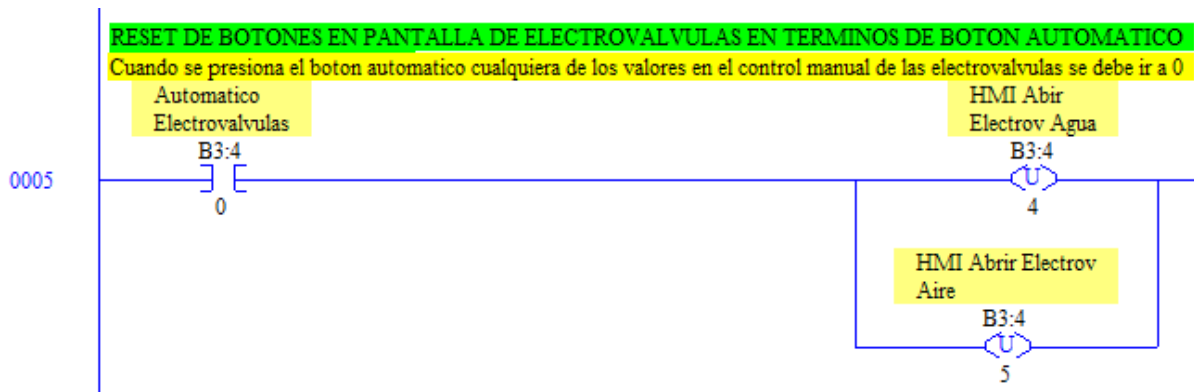 RESET DE BOTONES EN PANTALLA DE ELECTROVALVULAS EN TERMINOS DE BOTON AUTOMATICO
Cuando se presiona el boton automatico cualquiera de los valores en el control manual de las electrovalvulas se debe ir a 0
Automatico
Electrovalvulas
B3:4
0
HMI Abir
Electrov Agua
B3:4
U
4
0005
HMI Abrir Electrov
Aire
B3:4
U
5